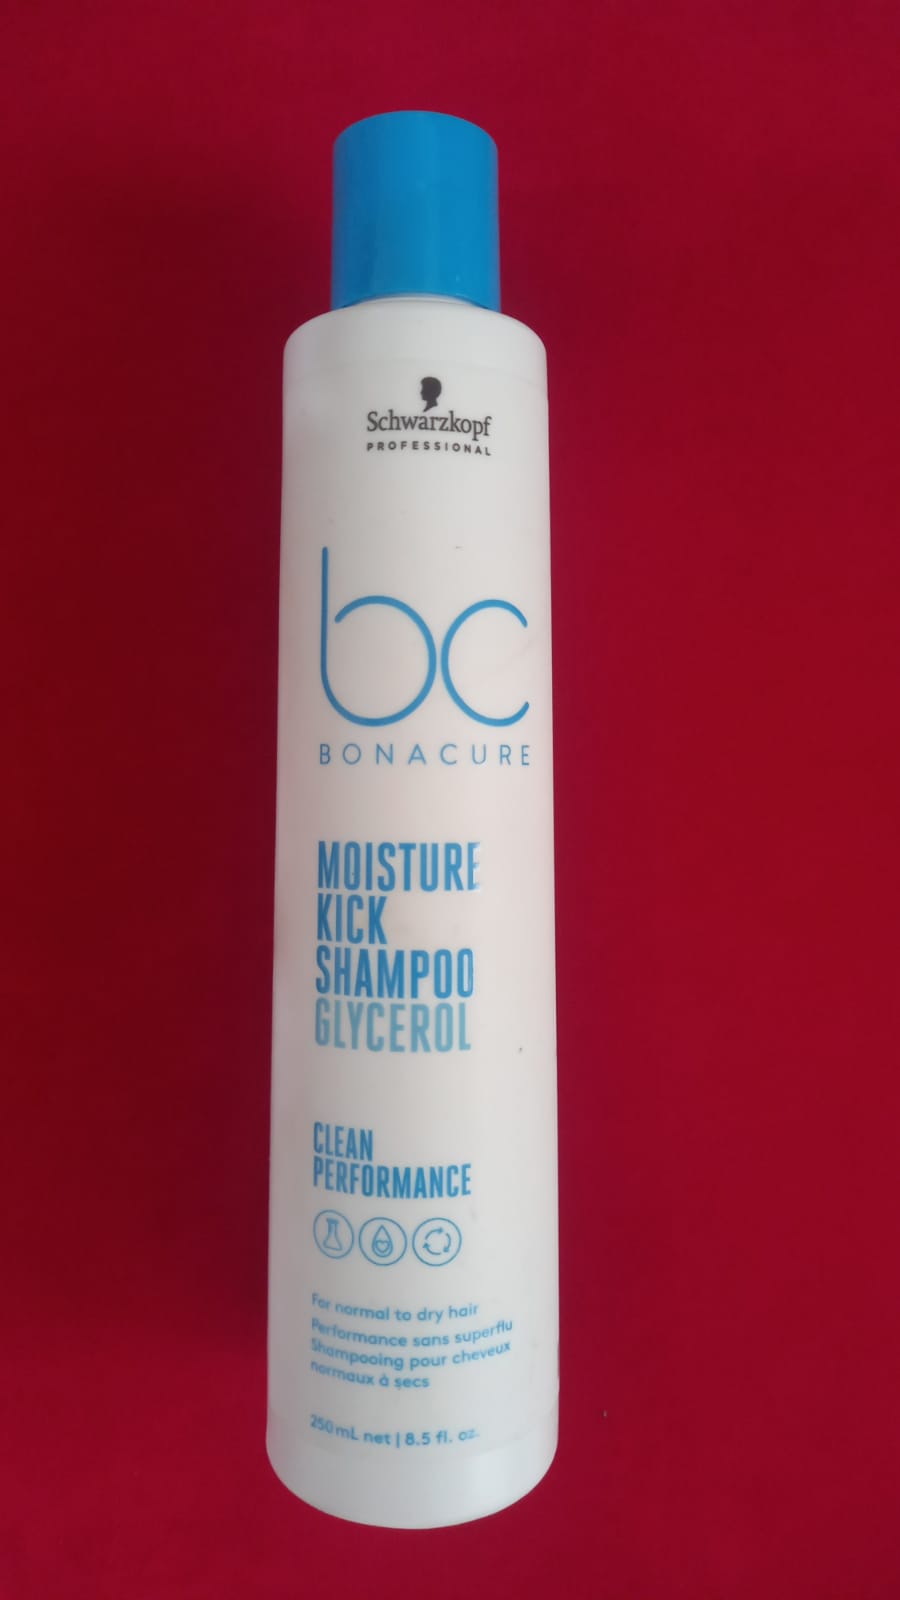 Schwarzkopf
PROFESSIONAL
bc
BONACURE
MOISTURE
KICK
SHAMPOO
GLYCEROL
CLEAN
PERFORMANCE
For normal to dry hair
Performance sans superflu
Shampooing pour cheveux
normaux à secs
250mL net | 8.5 fl. oz.